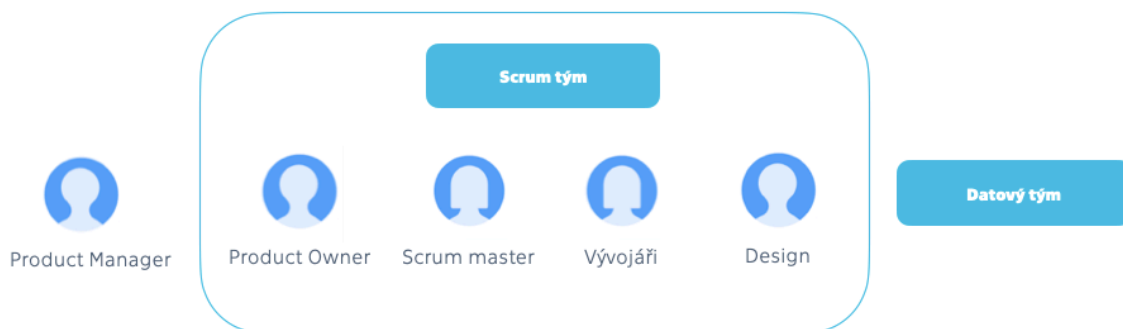 Scrum tým
Product Manager
Product Owner
Scrum master
Vývojáři
Design
Datový tým